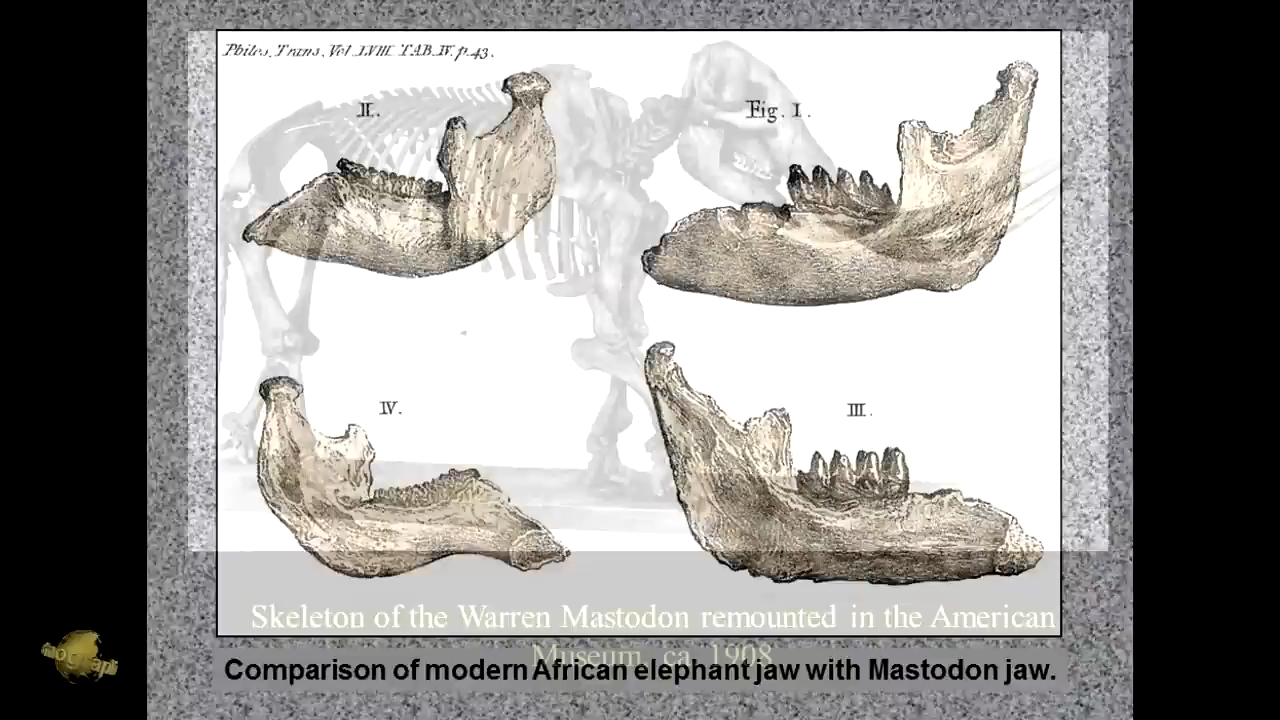 Philos. Trans. Vol. LVIII. TAB. IV. p. 43.
II.
Fig. I.
IV.
III.
Skeleton of the Warren Mastodon remounted in the American
Museum, ca. 1908
Comparison of modern African elephant jaw with Mastodon jaw.